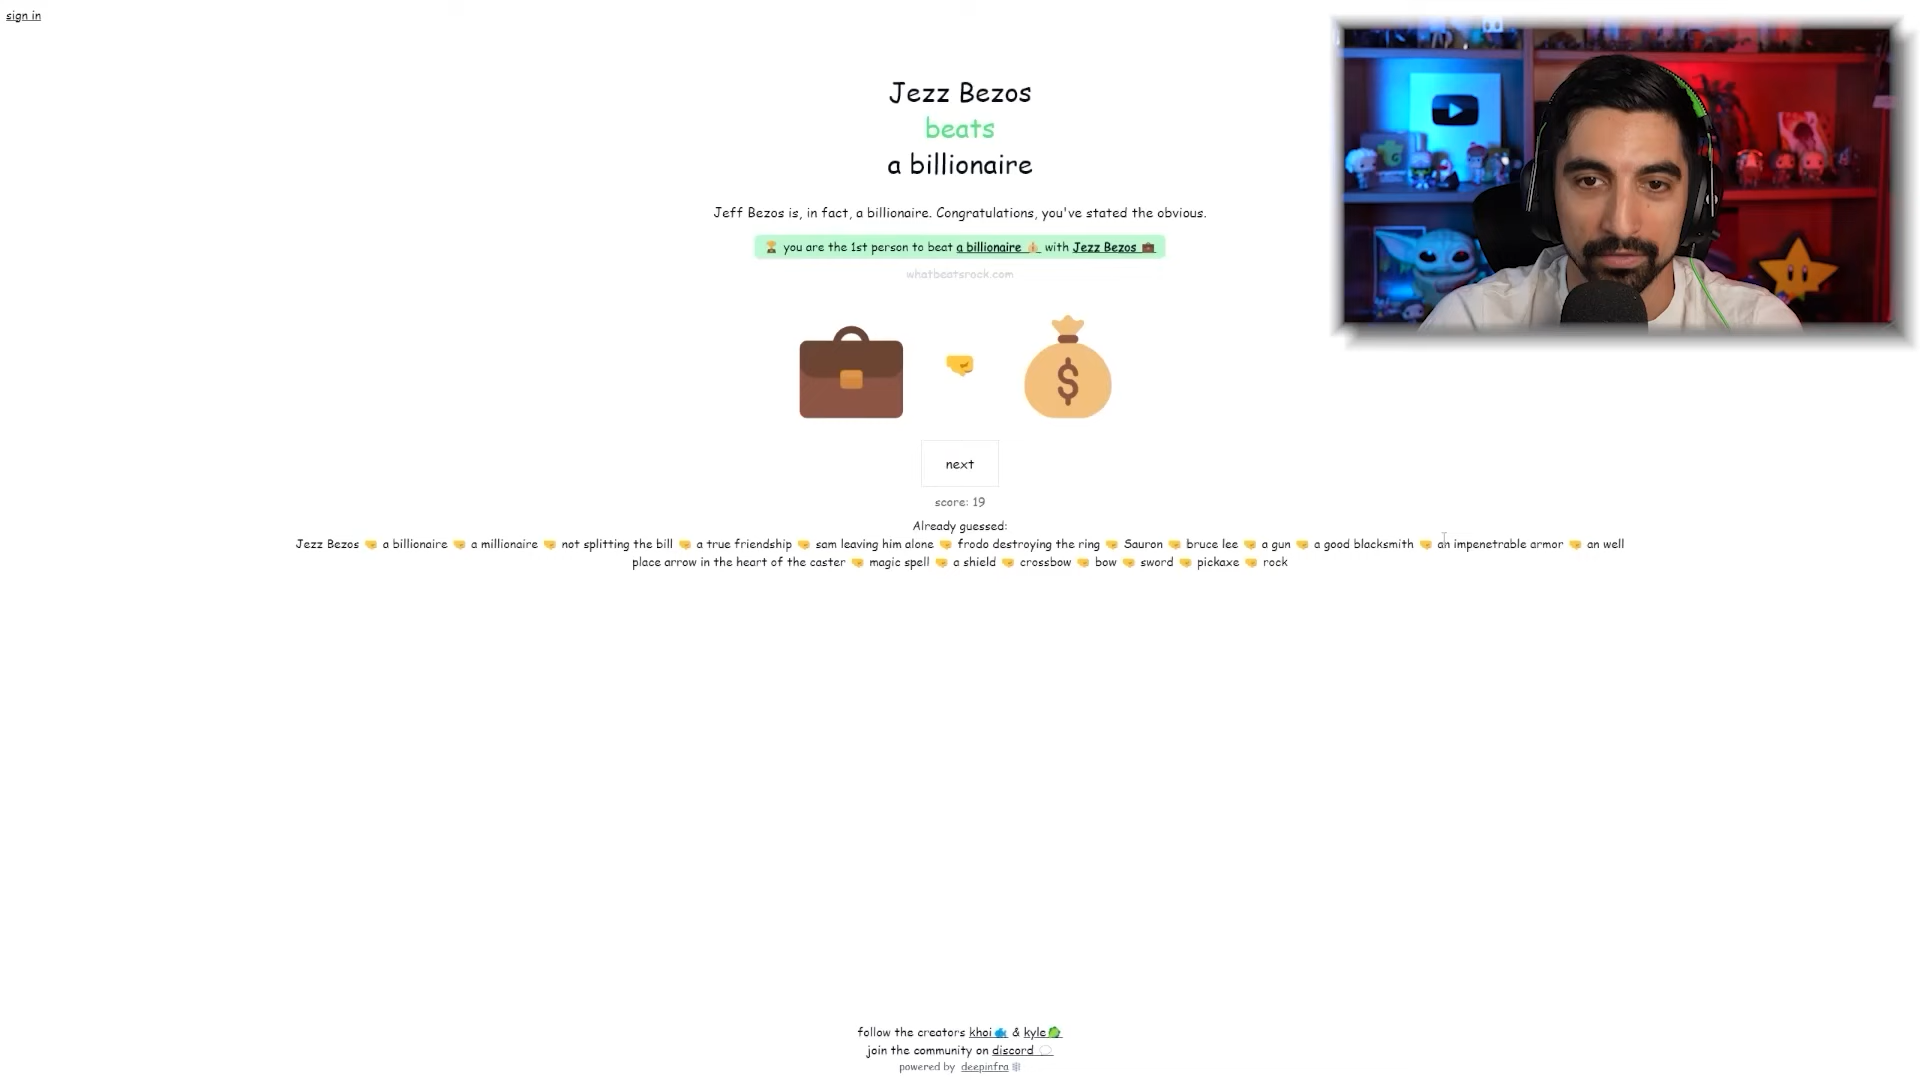 sign in
Jezz Bezos
beats
a billionaire
Jeff Bezos is, in fact, a billionaire. Congratulations, you've stated the obvious.
🏆 you are the 1st person to beat a billionaire 💰 with Jezz Bezos 💼
whatbeatsrock.com
$
next
score: 19
Already guessed:
Jezz Bezos 🤜 a billionaire 🤜 a millionaire 🤜 not splitting the bill 🤜 a true friendship 🤜 sam leaving him alone 🤜 frodo destroying the ring 🤜 Sauron 🤜 bruce lee 🤜 a gun 🤜 a good blacksmith 🤜 an impenetrable armor 🤜 an well
place arrow in the heart of the caster 🤜 magic spell 🤜 a shield 🤜 crossbow 🤜 bow 🤜 sword 🤜 pickaxe 🤜 rock
follow the creators khoi🐟 & kyle🥬
join the community on discord 💬
powered by deepinfra 🕸